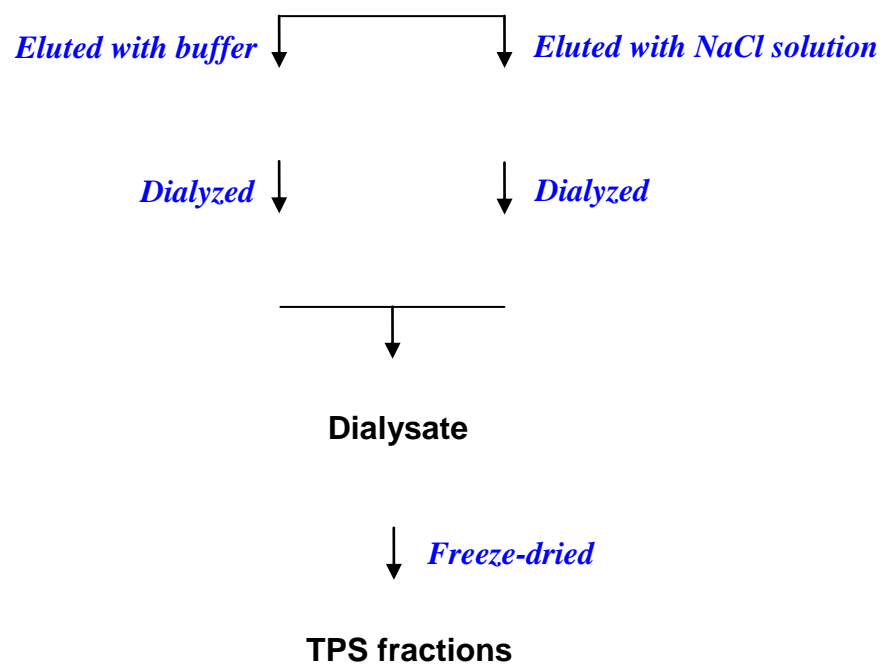 Eluted with buffer
Eluted with NaCl solution
Dialyzed
Dialyzed
Dialysate
Freeze-dried
TPS fractions